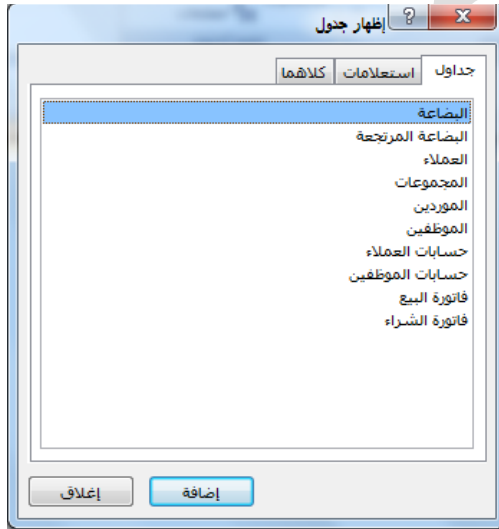 إظهار جدول
جداول استعلامات كلاهما
البضاعة
البضاعة المرتجعة
العملاء
المجموعات
الموردين
الموظفين
حسابات العملاء
حسابات الموظفين
فاتورة البيع
فاتورة الشراء
إضافة إغلاق